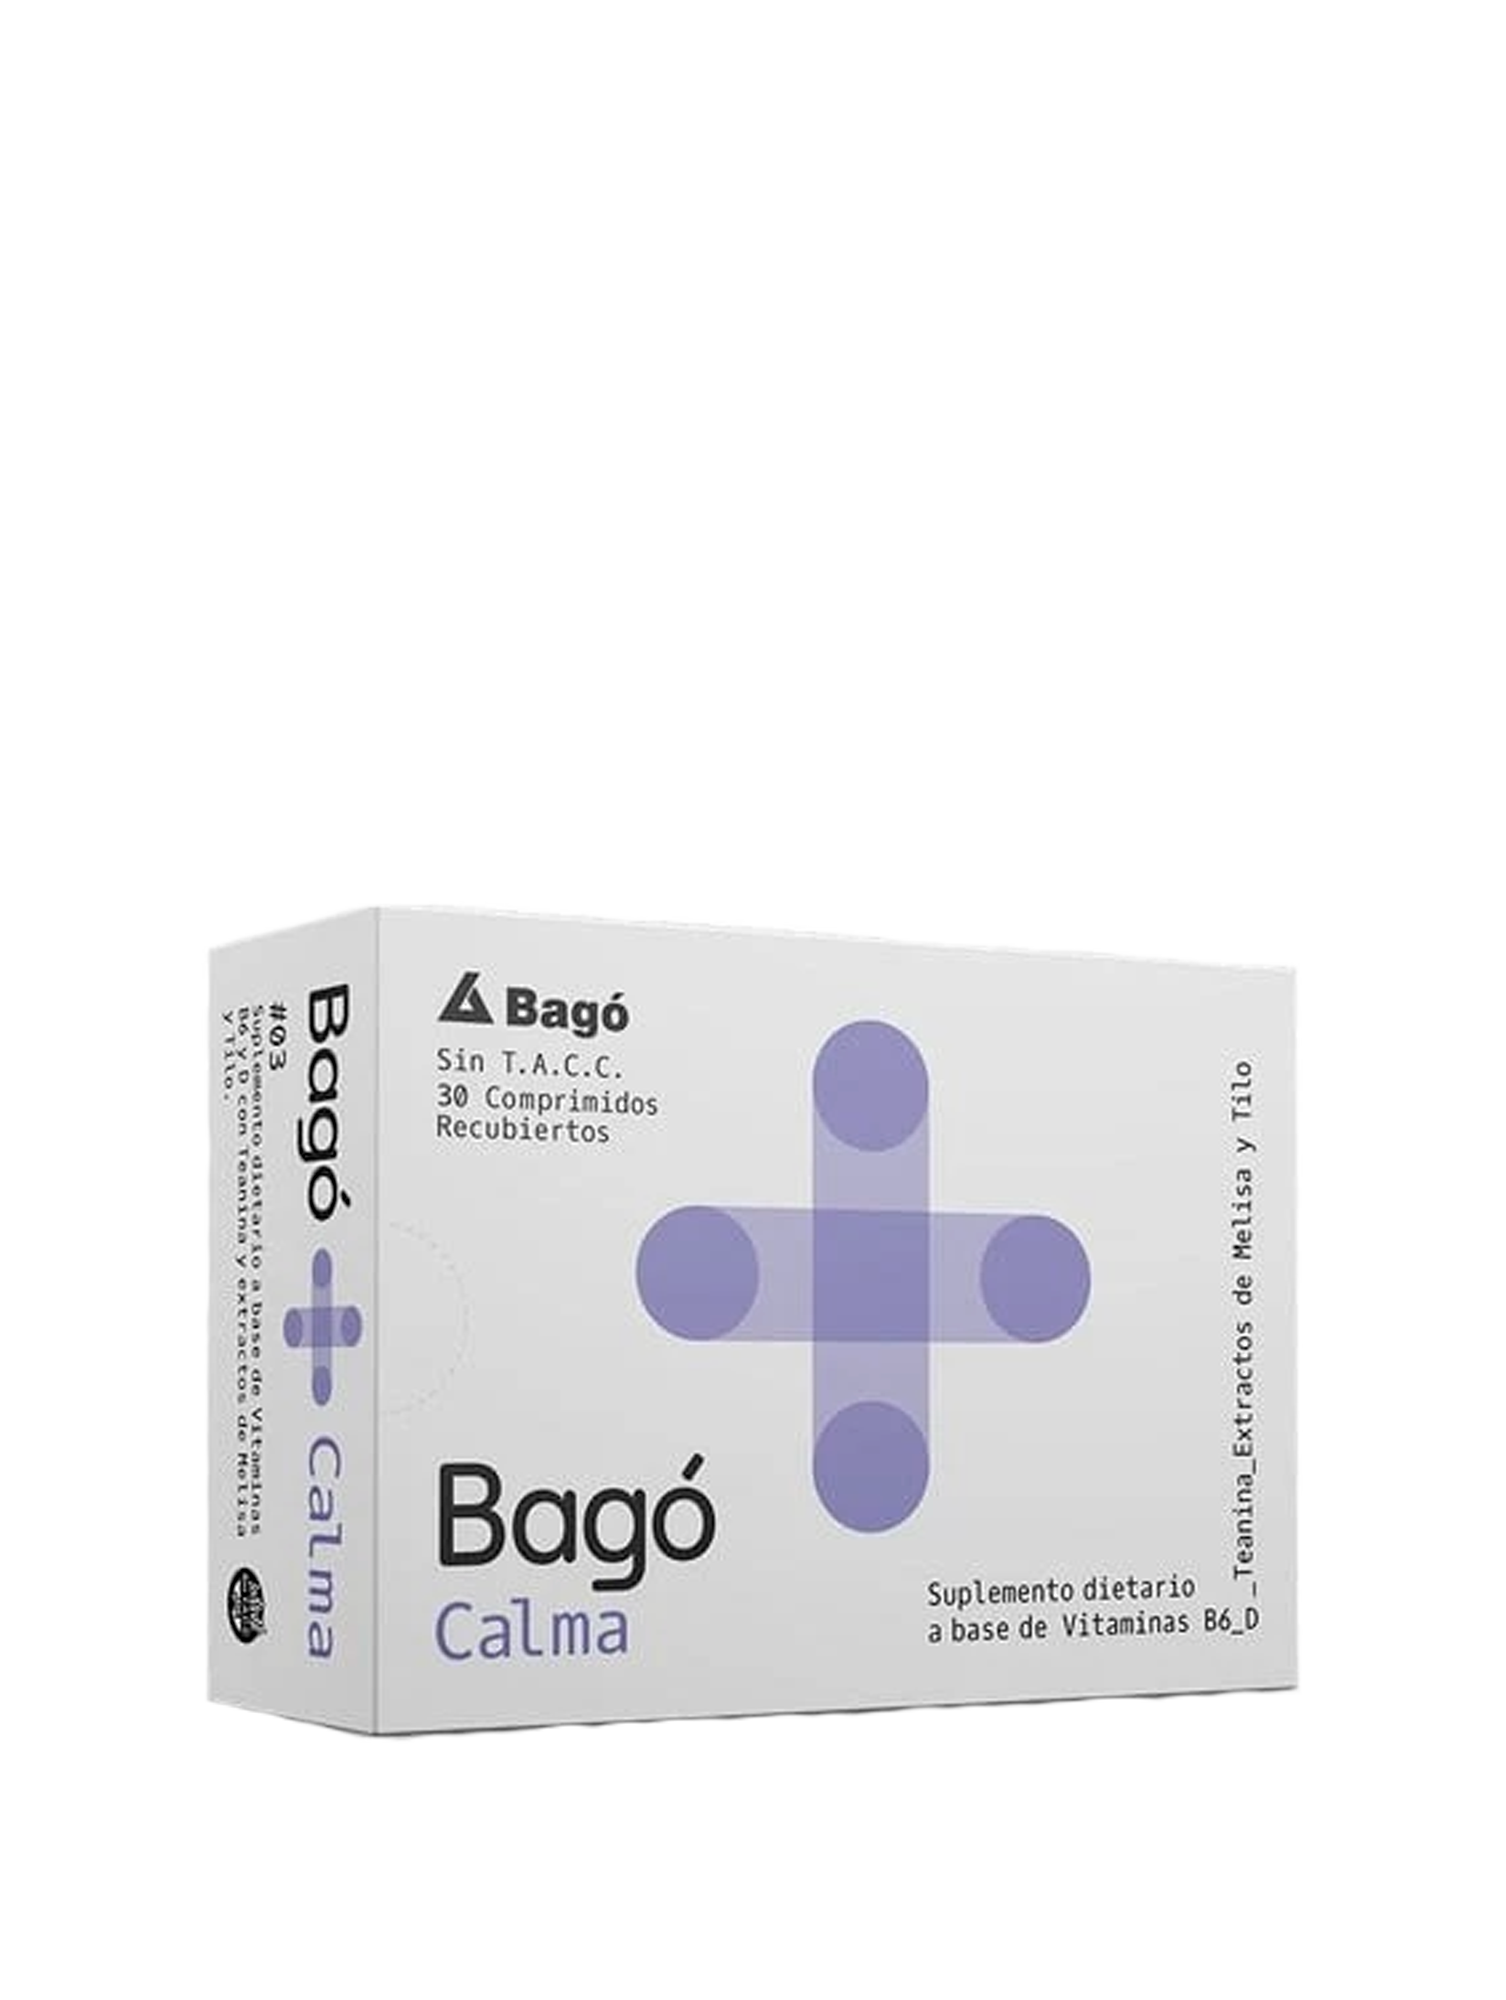 Bagó
Sin T.A.C.C.
30 Comprimidos
Recubiertos
Bagó
Calma
Suplemento dietario
a base de Vitaminas B6_D
_Teanina_Extractos de Melisa y Tilo
Bagó Calma
#03
Suplemento dietario a base de Vitaminas
B6 y D con Teanina y extractos de Melisa
y Tilo.